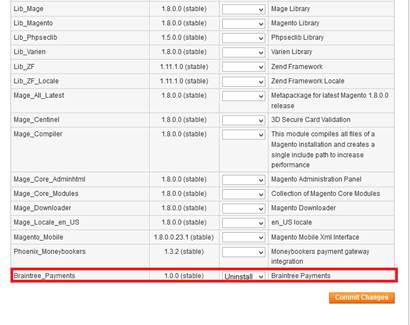 Lib_Mage 1.8.0.0 (stable) Mage Library
Lib_Magento 1.8.0.0 (stable) Magento Library
Lib_Phpseclib 1.5.0.0 (stable) Phpseclib Library
Lib_Varien 1.8.0.0 (stable) Varien Library
Lib_ZF 1.11.1.0 (stable) Zend Framework
Lib_ZF_Locale 1.11.1.0 (stable) Zend Framework Locale
Mage_All_Latest 1.8.0.0 (stable) Metapackage for latest Magento 1.8.0.0
release
Mage_Centinel 1.8.0.0 (stable) 3D Secure Card Validation
Mage_Compiler 1.8.0.0 (stable) This module compiles all files of a
Magento installation and creates a
single include path to increase
performance
Mage_Core_Adminhtml 1.8.0.0 (stable) Magento Administration Panel
Mage_Core_Modules 1.8.0.0 (stable) Collection of Magento Core Modules
Mage_Downloader 1.8.0.0 (stable) Magento Downloader
Mage_Locale_en_US 1.8.0.0 (stable) en_US locale
Magento_Mobile 1.8.0.0.23.1 (stable) Magento Mobile Xml Interface
Phoenix_Moneybookers 1.3.2 (stable) Moneybookers payment gateway
integration
Braintree_Payments 1.0.0 (stable) Uninstall Braintree Payments
Commit Changes